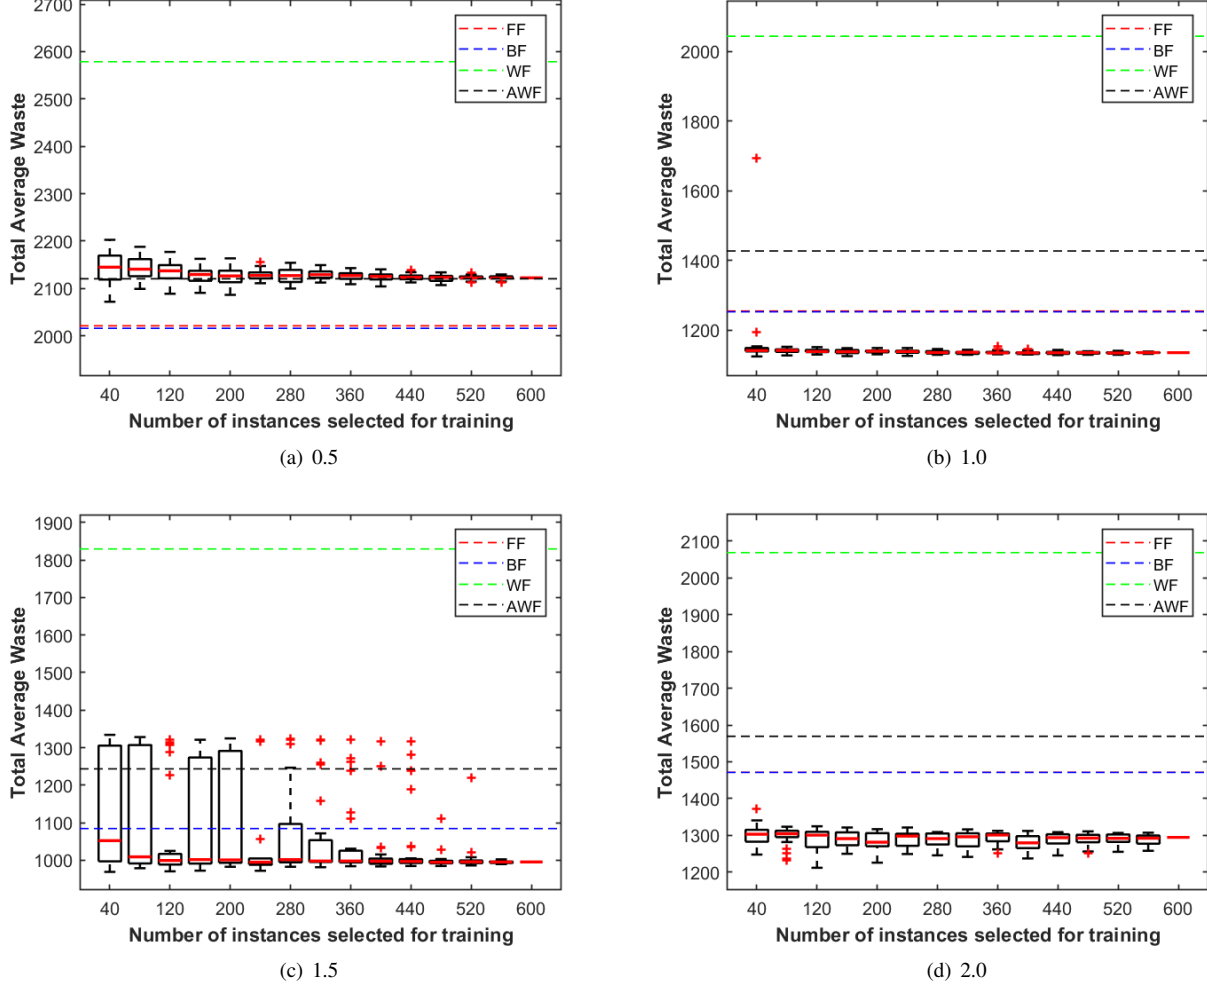 2700
2600
2500
2400
2300
2200
2100
2000
Total Average Waste
FF
BF
WF
AWF
40 120 200 280 360 440 520 600
Number of instances selected for training
(a) 0.5
2000
1800
1600
1400
1200
Total Average Waste
FF
BF
WF
AWF
40 120 200 280 360 440 520 600
Number of instances selected for training
(b) 1.0
1900
1800
1700
1600
1500
1400
1300
1200
1100
1000
Total Average Waste
FF
BF
WF
AWF
40 120 200 280 360 440 520 600
Number of instances selected for training
(c) 1.5
2100
2000
1900
1800
1700
1600
1500
1400
1300
1200
Total Average Waste
FF
BF
WF
AWF
40 120 200 280 360 440 520 600
Number of instances selected for training
(d) 2.0